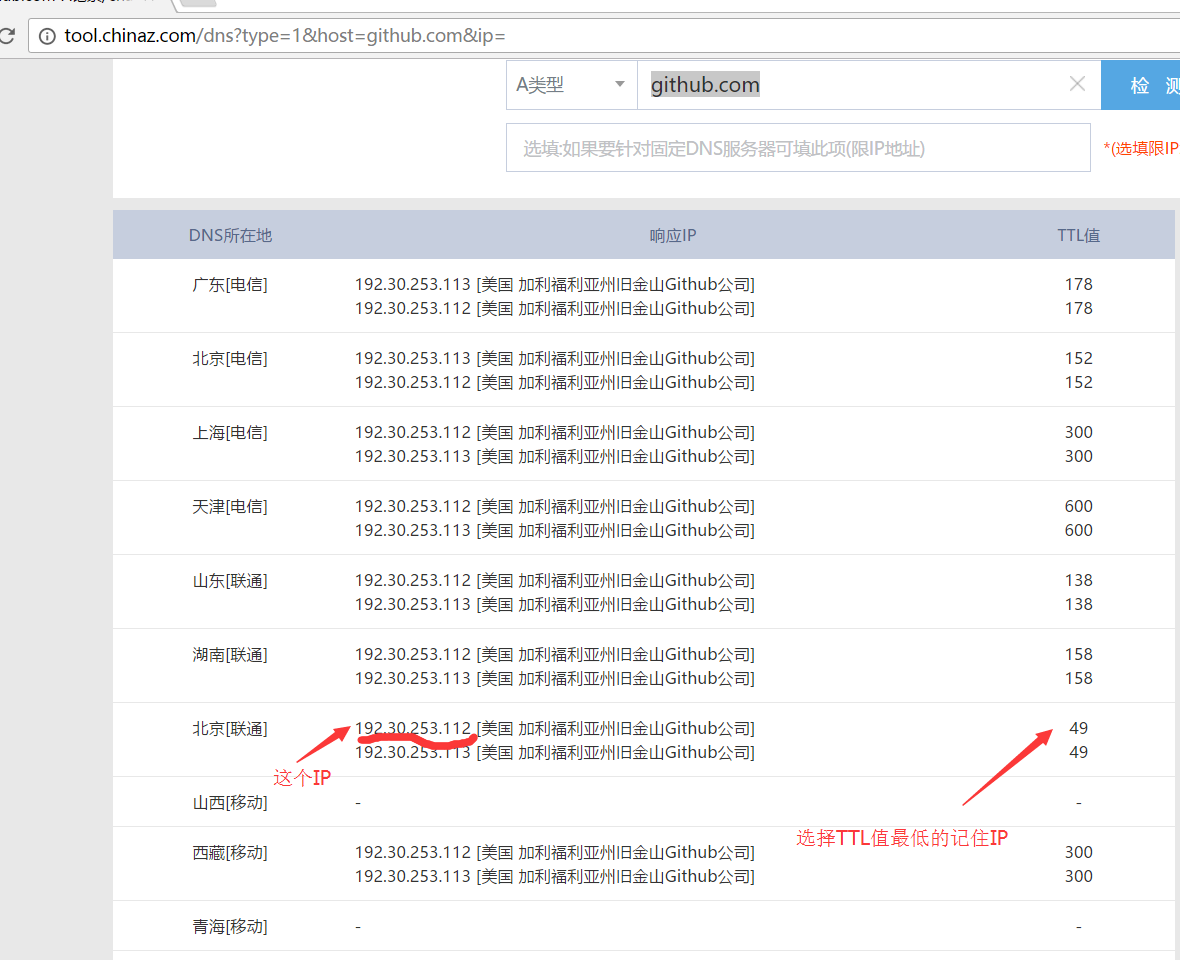 tool.chinaz.com/dns?type=1&host=github.com&ip=
A类型 github.com 检 测
选填:如果要针对固定DNS服务器可填此项(限IP地址) *(选填限IP
DNS所在地 响应IP TTL值
广东[电信] 192.30.253.113 [美国 加利福利亚州旧金山Github公司] 178
192.30.253.112 [美国 加利福利亚州旧金山Github公司] 178
北京[电信] 192.30.253.113 [美国 加利福利亚州旧金山Github公司] 152
192.30.253.112 [美国 加利福利亚州旧金山Github公司] 152
上海[电信] 192.30.253.112 [美国 加利福利亚州旧金山Github公司] 300
192.30.253.113 [美国 加利福利亚州旧金山Github公司] 300
天津[电信] 192.30.253.112 [美国 加利福利亚州旧金山Github公司] 600
192.30.253.113 [美国 加利福利亚州旧金山Github公司] 600
山东[联通] 192.30.253.112 [美国 加利福利亚州旧金山Github公司] 138
192.30.253.113 [美国 加利福利亚州旧金山Github公司] 138
湖南[联通] 192.30.253.112 [美国 加利福利亚州旧金山Github公司] 158
192.30.253.113 [美国 加利福利亚州旧金山Github公司] 158
北京[联通] 192.30.253.112 [美国 加利福利亚州旧金山Github公司] 49
192.30.253.113 [美国 加利福利亚州旧金山Github公司] 49
这个IP
山西[移动] - -
选择TTL值最低的记住IP
西藏[移动] 192.30.253.112 [美国 加利福利亚州旧金山Github公司] 300
192.30.253.113 [美国 加利福利亚州旧金山Github公司] 300
青海[移动] - -